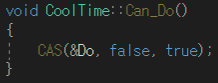 void CoolTime::Can_Do()
{
    CAS(&Do, false, true);
}